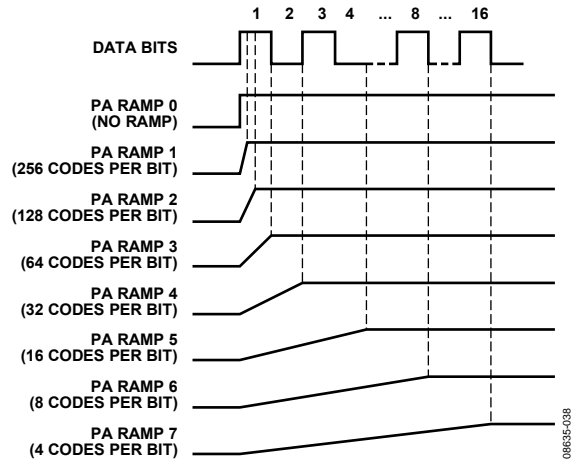 1 2 3 4 ... 8 ... 16
DATA BITS
PA RAMP 0
(NO RAMP)
PA RAMP 1
(256 CODES PER BIT)
PA RAMP 2
(128 CODES PER BIT)
PA RAMP 3
(64 CODES PER BIT)
PA RAMP 4
(32 CODES PER BIT)
PA RAMP 5
(16 CODES PER BIT)
PA RAMP 6
(8 CODES PER BIT)
PA RAMP 7
(4 CODES PER BIT)
08635-038